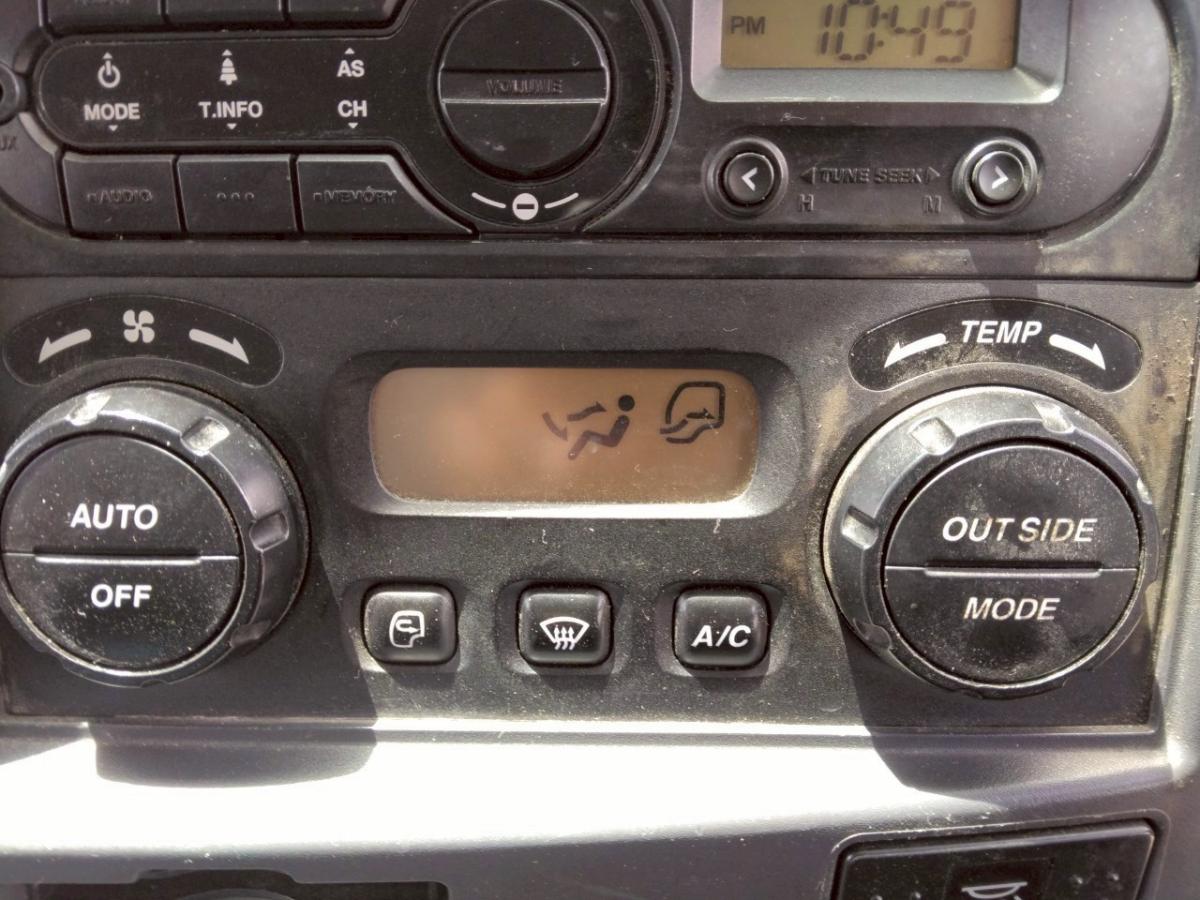 PM 10:49
VOLUME
AS
MODE T.INFO CH
TUNE SEEK
AUDIO MEMORY
H M
TEMP
AUTO
OFF
OUT SIDE
MODE
A/C